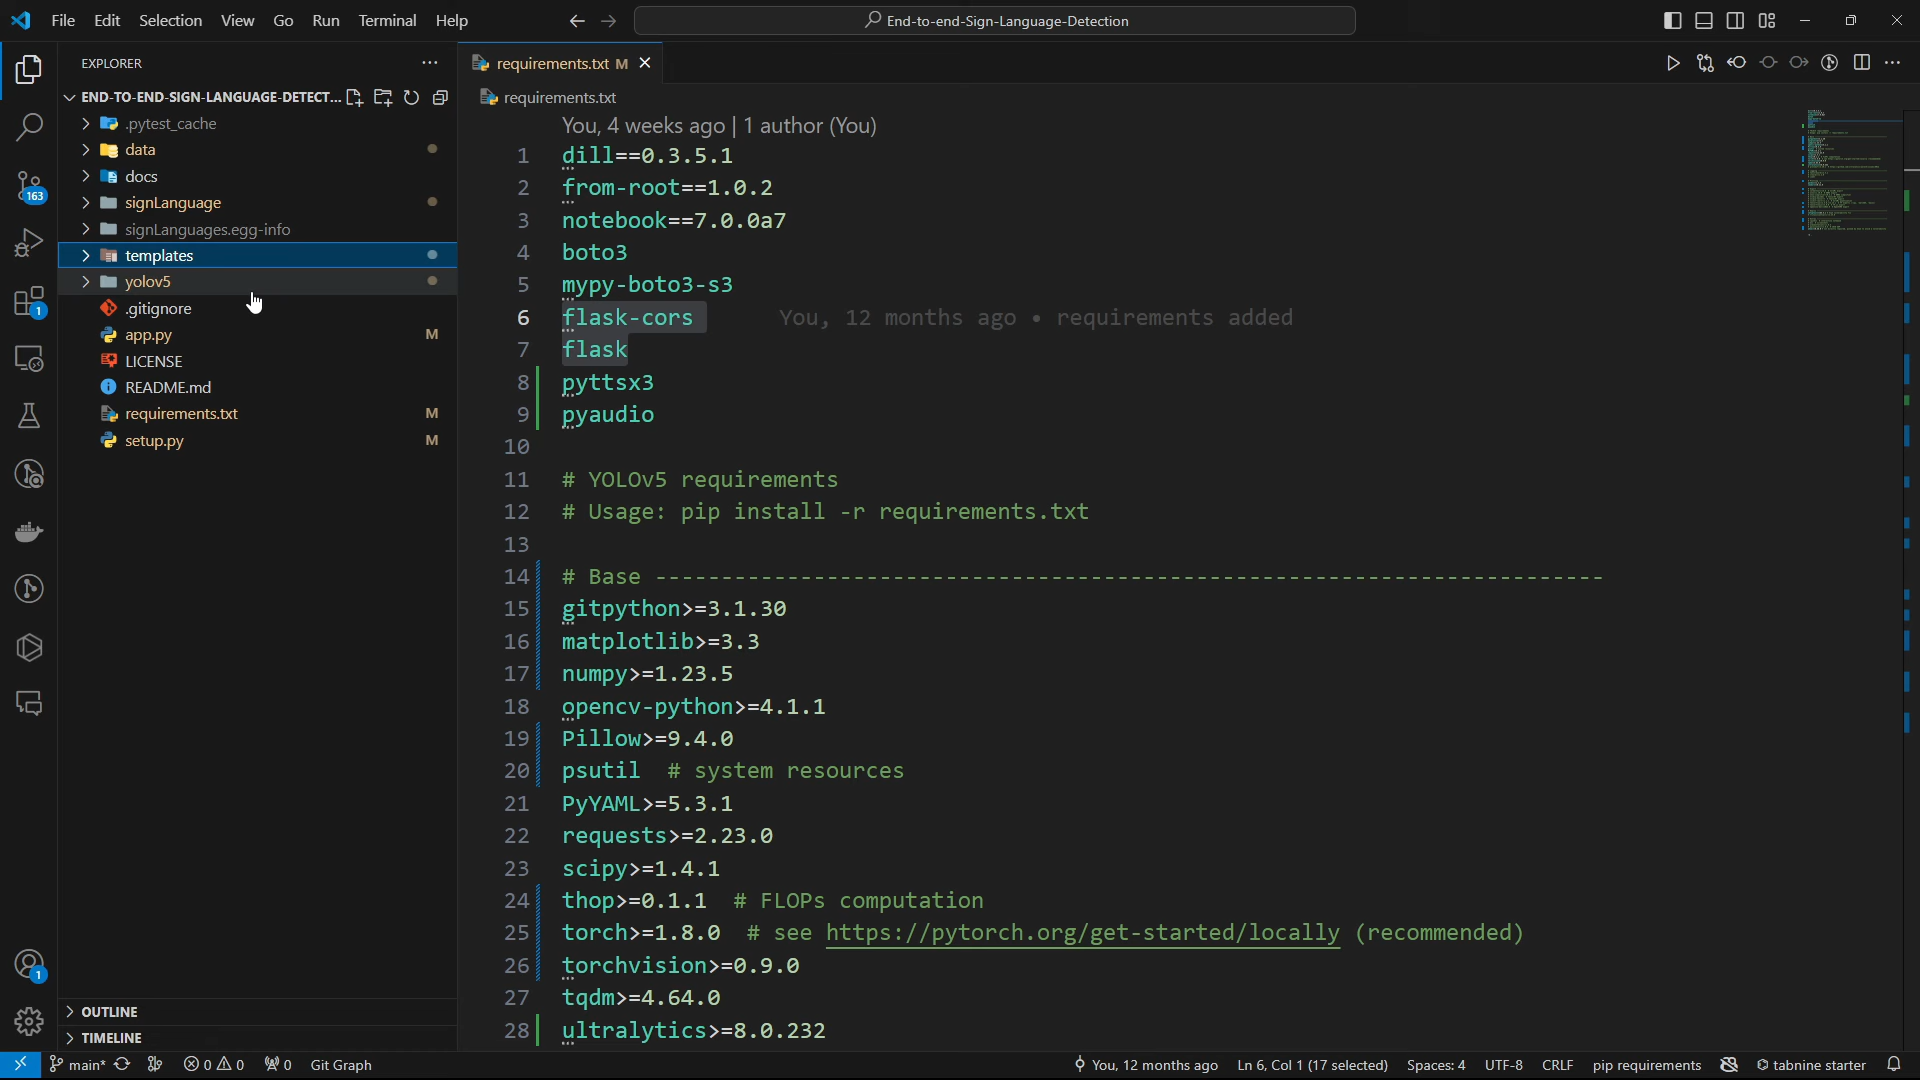 File Edit Selection View Go Run Terminal Help
End-to-end-Sign-Language-Detection
EXPLORER
END-TO-END-SIGN-LANGUAGE-DETECT...
.pytest_cache
data
docs
signLanguage
signLanguages.egg-info
templates
yolov5
.gitignore
app.py M
LICENSE
README.md
requirements.txt M
setup.py M
OUTLINE
TIMELINE
163
1
1
requirements.txt M
requirements.txt
You, 4 weeks ago | 1 author (You)
1 dill==0.3.5.1
2 from-root==1.0.2
3 notebook==7.0.0a7
4 boto3
5 mypy-boto3-s3
6 flask-cors You, 12 months ago • requirements added
7 flask
8 pyttsx3
9 pyaudio
10
11 # YOLOv5 requirements
12 # Usage: pip install -r requirements.txt
13
14 # Base ------------------------------------------------------------------------
15 gitpython>=3.1.30
16 matplotlib>=3.3
17 numpy>=1.23.5
18 opencv-python>=4.1.1
19 Pillow>=9.4.0
20 psutil # system resources
21 PyYAML>=5.3.1
22 requests>=2.23.0
23 scipy>=1.4.1
24 thop>=0.1.1 # FLOPs computation
25 torch>=1.8.0 # see https://pytorch.org/get-started/locally (recommended)
26 torchvision>=0.9.0
27 tqdm>=4.64.0
28 ultralytics>=8.0.232
main* 0 0 0 Git Graph You, 12 months ago Ln 6, Col 1 (17 selected) Spaces: 4 UTF-8 CRLF pip requirements tabnine starter